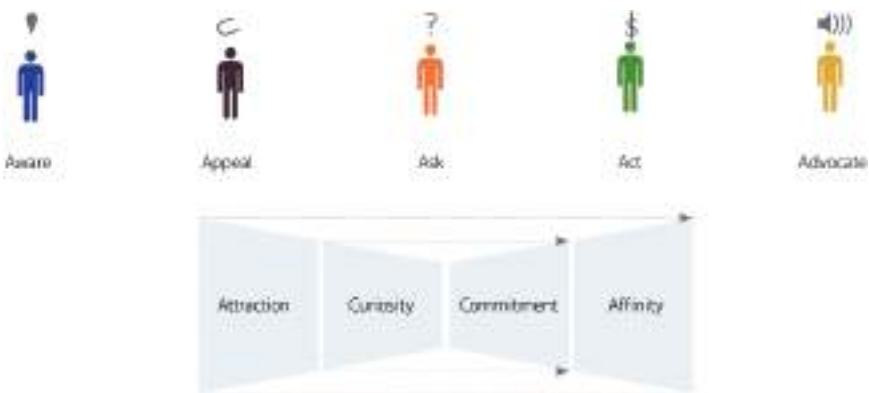 ?
$
Aware Appeal Ask Act Advocate
Attraction Curiosity Commitment Affinity